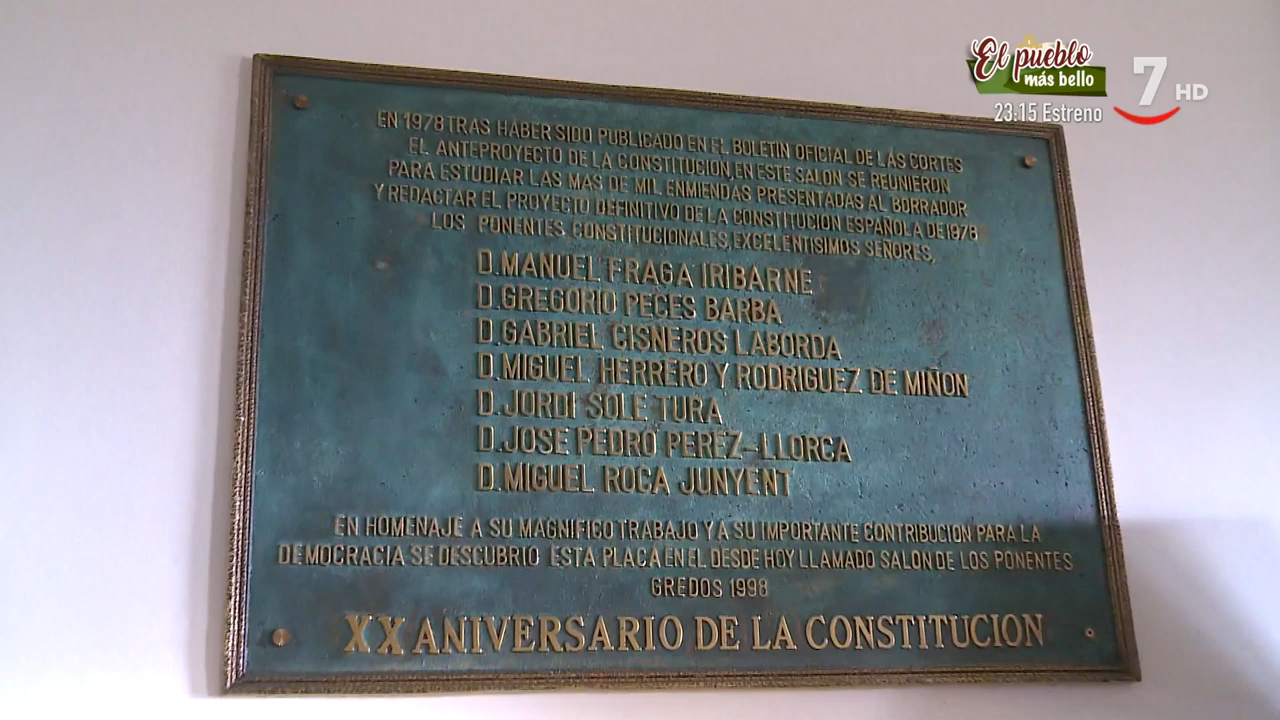 El pueblo
más bello
23:15 Estreno
7 HD
EN 1978 TRAS HABER SIDO PUBLICADO EN EL BOLETIN OFICIAL DE LAS CORTES
EL ANTEPROYECTO DE LA CONSTITUCION, EN ESTE SALON SE REUNIERON
PARA ESTUDIAR LAS MAS DE MIL ENMIENDAS PRESENTADAS AL BORRADOR
Y REDACTAR EL PROYECTO DEFINITIVO DE LA CONSTITUCION ESPAÑOLA DE 1978
LOS PONENTES CONSTITUCIONALES, EXCELENTISIMOS SEÑORES,
D. MANUEL FRAGA IRIBARNE
D. GREGORIO PECES BARBA
D. GABRIEL CISNEROS LABORDA
D. MIGUEL HERRERO Y RODRIGUEZ DE MIÑON
D. JORDI SOLE TURA
D. JOSE PEDRO PEREZ-LLORCA
D. MIGUEL ROCA JUNYENT
EN HOMENAJE A SU MAGNIFICO TRABAJO Y A SU IMPORTANTE CONTRIBUCION PARA LA
DEMOCRACIA SE DESCUBRIO ESTA PLACA EN EL DESDE HOY LLAMADO SALON DE LOS PONENTES
GREDOS 1998
XX ANIVERSARIO DE LA CONSTITUCION